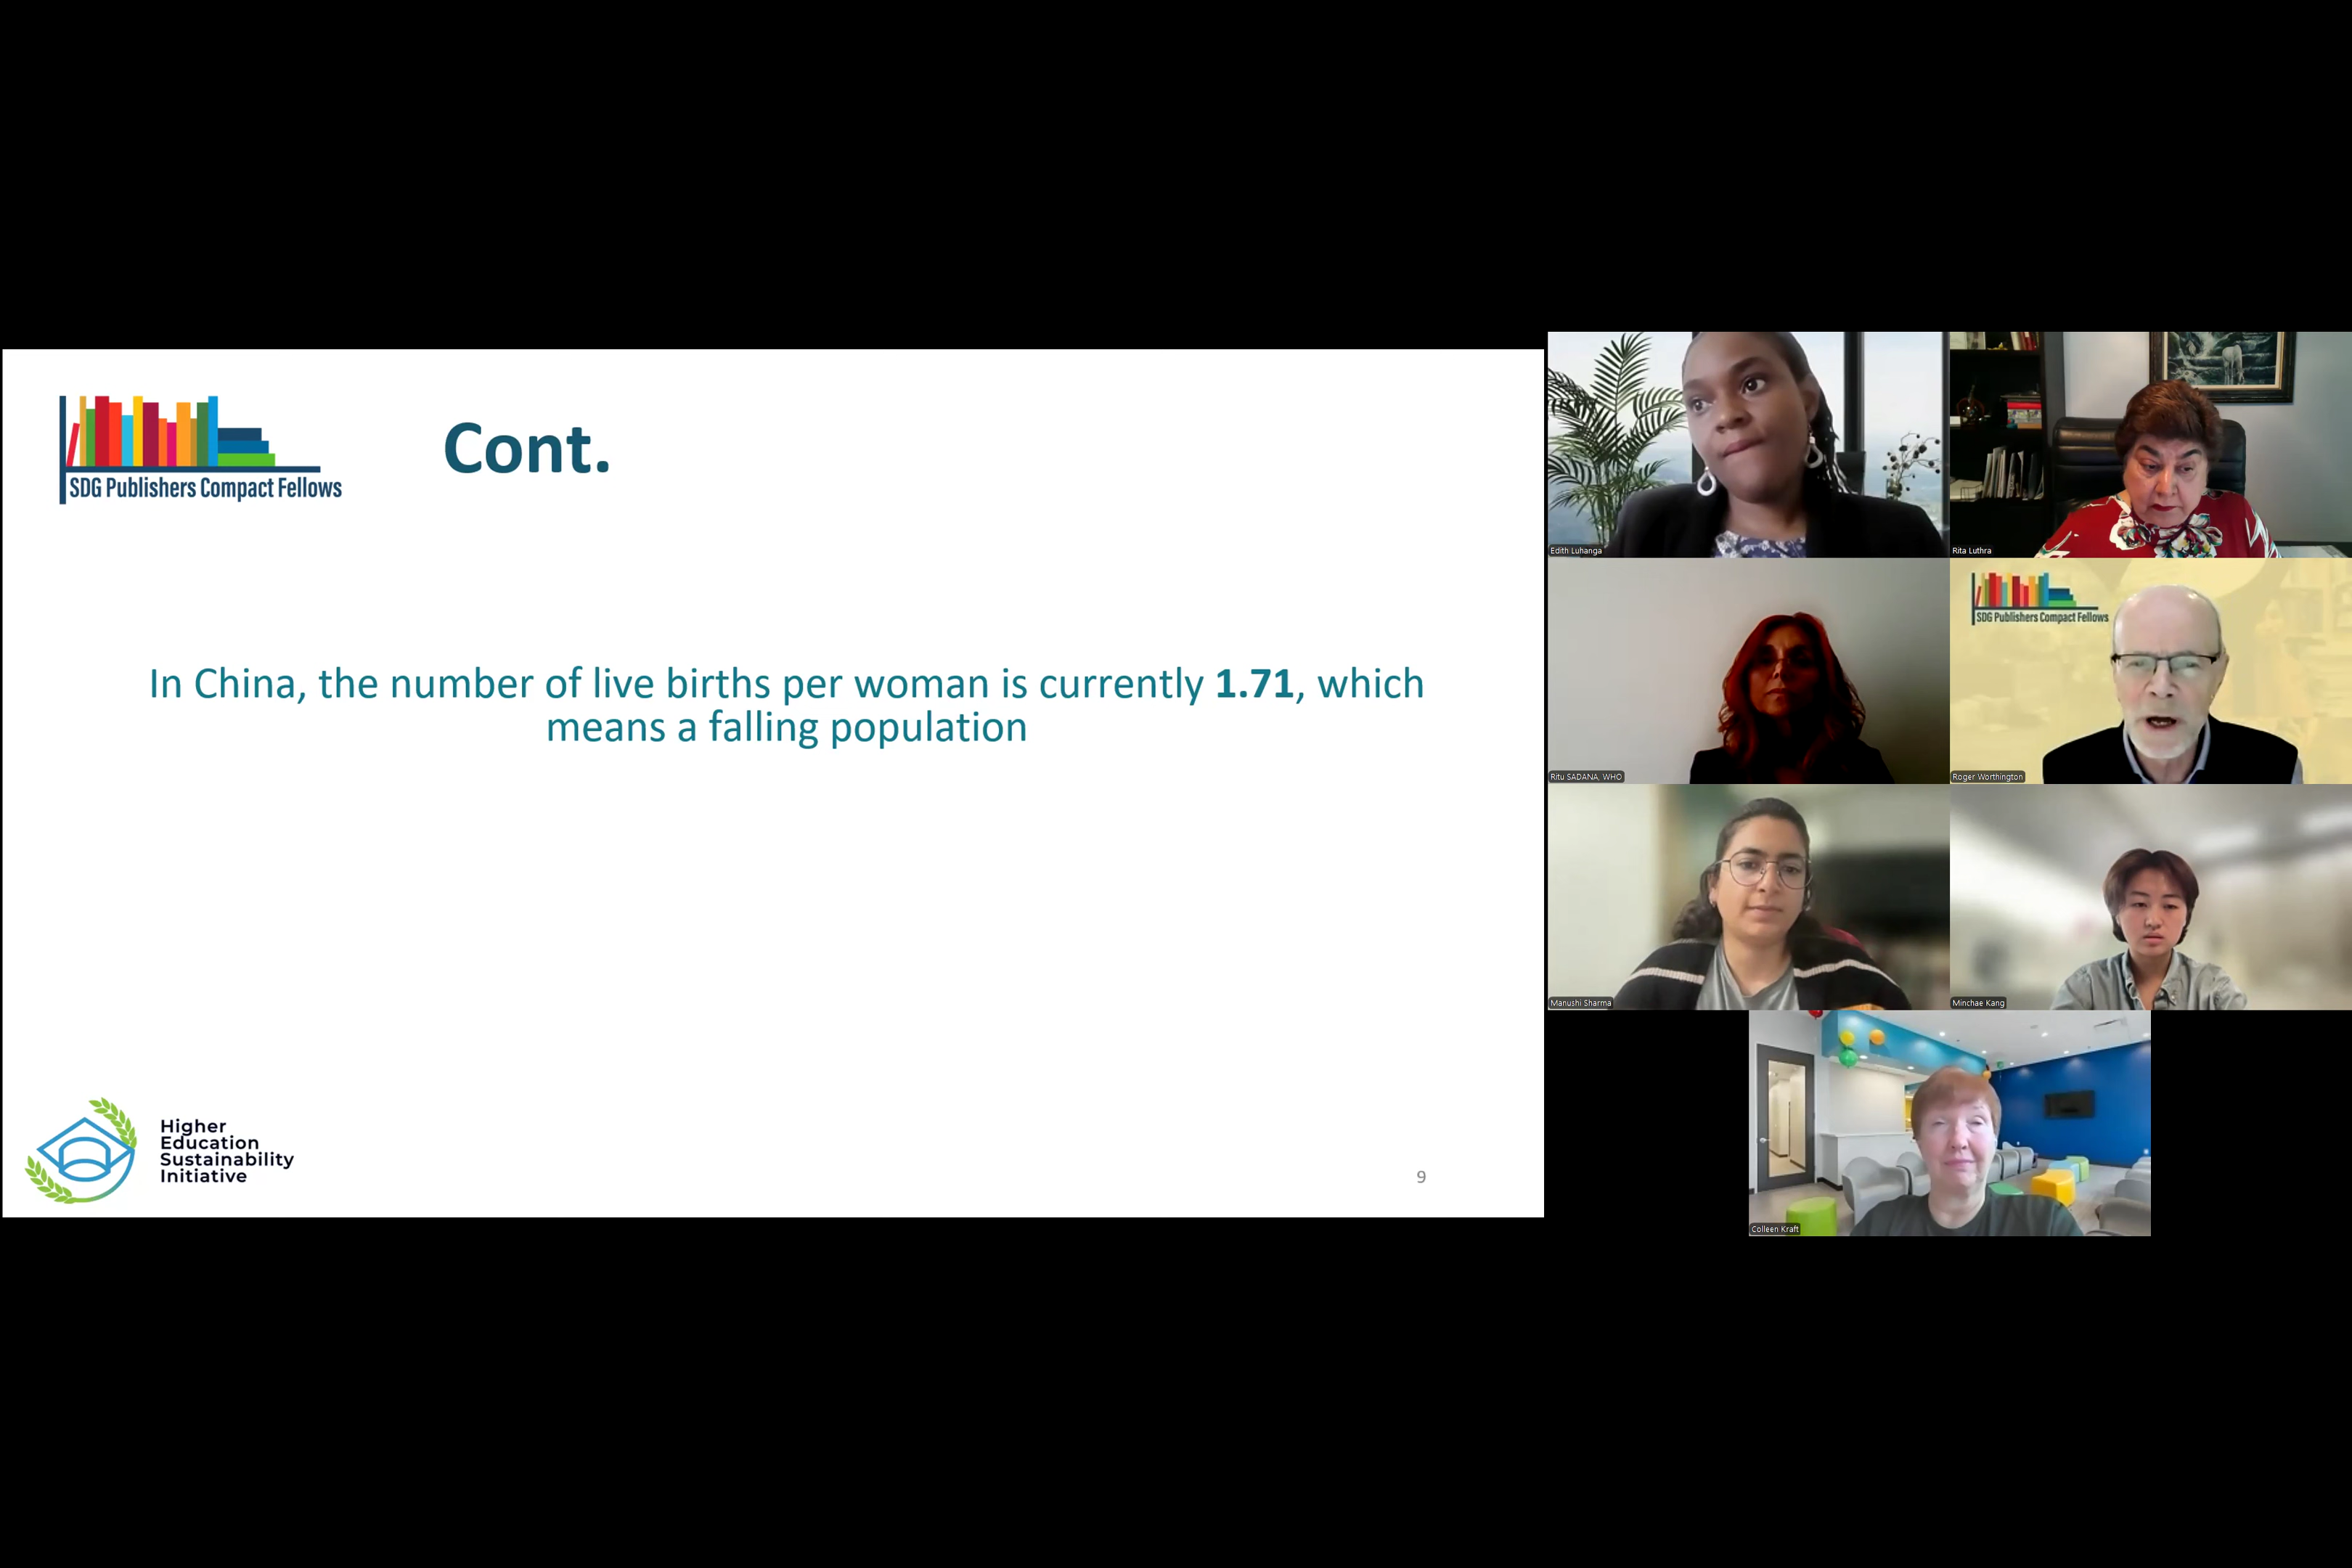 SDG Publishers Compact Fellows
Cont.
In China, the number of live births per woman is currently 1.71, which
means a falling population
Higher
Education
Sustainability
Initiative
9
Edith Luhanga
Rita Luthra
Ritu SADANA, WHO
SDG Publishers Compact Fellows
Roger Worthington
Manushi Sharma
Minchae Kang
Colleen Kraft